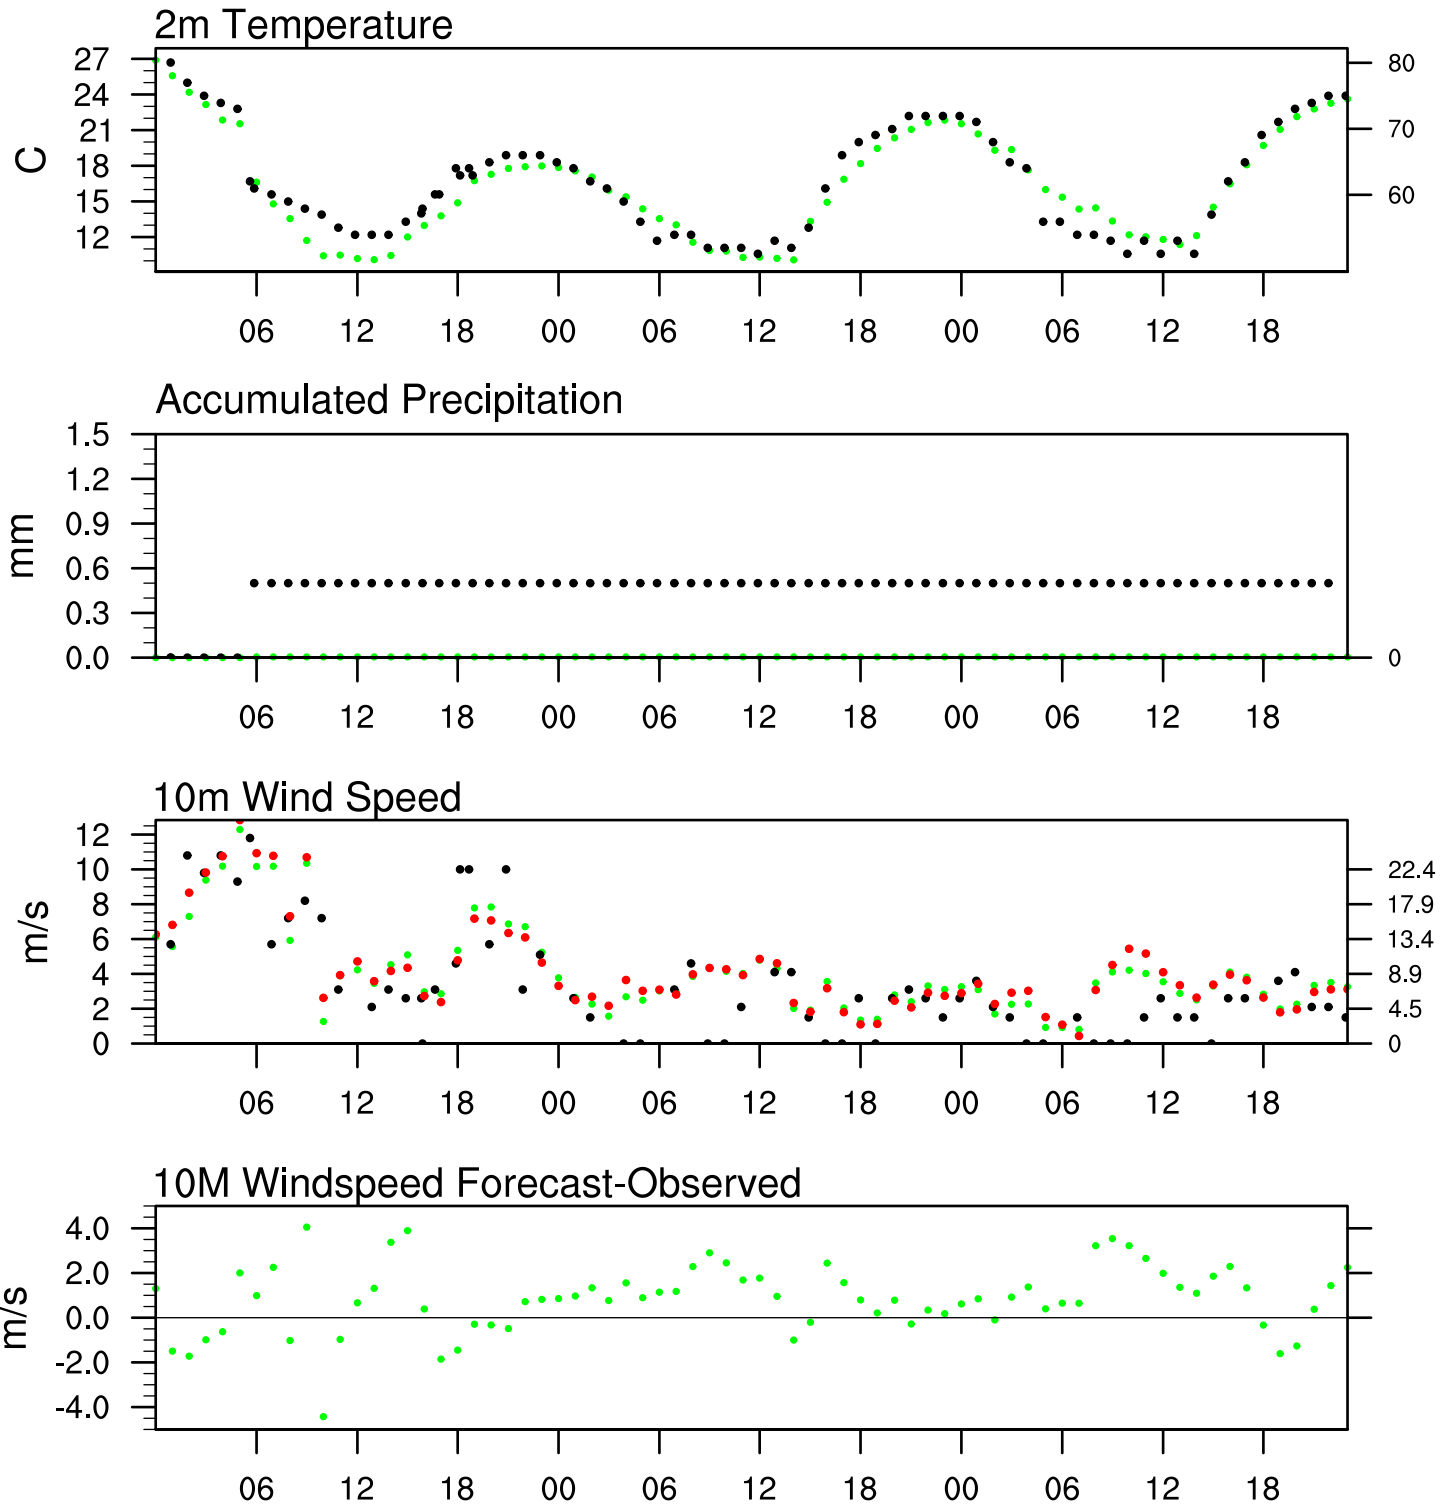 2m Temperature
27
24
21
18
15
12
C
80
70
60
06 12 18 00 06 12 18 00 06 12 18
Accumulated Precipitation
1.5
1.2
0.9
0.6
0.3
0.0
mm
0
06 12 18 00 06 12 18 00 06 12 18
10m Wind Speed
12
10
8
6
4
2
0
m/s
22.4
17.9
13.4
8.9
4.5
0
06 12 18 00 06 12 18 00 06 12 18
10M Windspeed Forecast-Observed
4.0
2.0
0.0
-2.0
-4.0
m/s
06 12 18 00 06 12 18 00 06 12 18